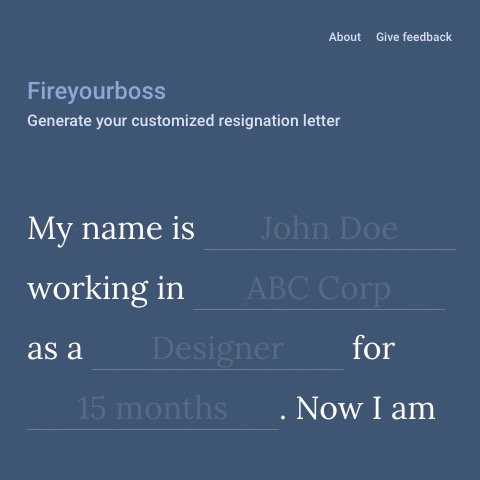 About Give feedback
Fireyourboss
Generate your customized resignation letter
My name is John Doe
working in ABC Corp
as a Designer for
15 months . Now I am